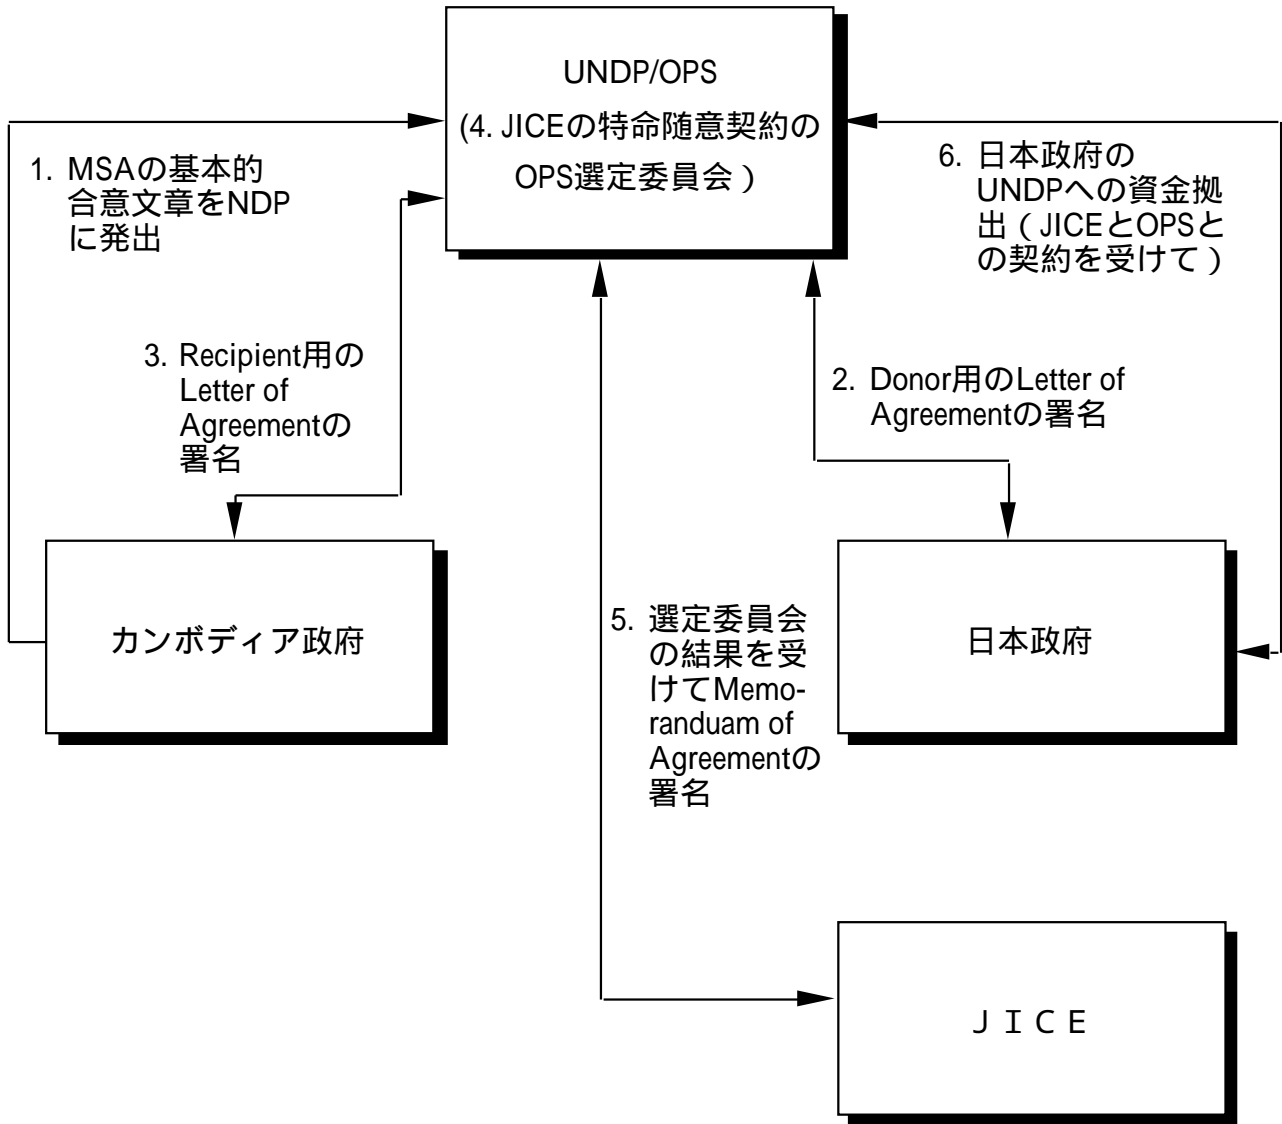 UNDP/OPS
(4. JICEの特命随意契約の
OPS選定委員会)
1. MSAの基本的
合意文章をNDP
に発出
6. 日本政府の
UNDPへの資金拠
出(JICEとOPSと
の契約を受けて)
3. Recipient用の
Letter of
Agreementの
署名
2. Donor用のLetter of
Agreementの署名
カンボディア政府
5. 選定委員会
の結果を受
けてMemo-
randuam of
Agreementの
署名
日本政府
JICE